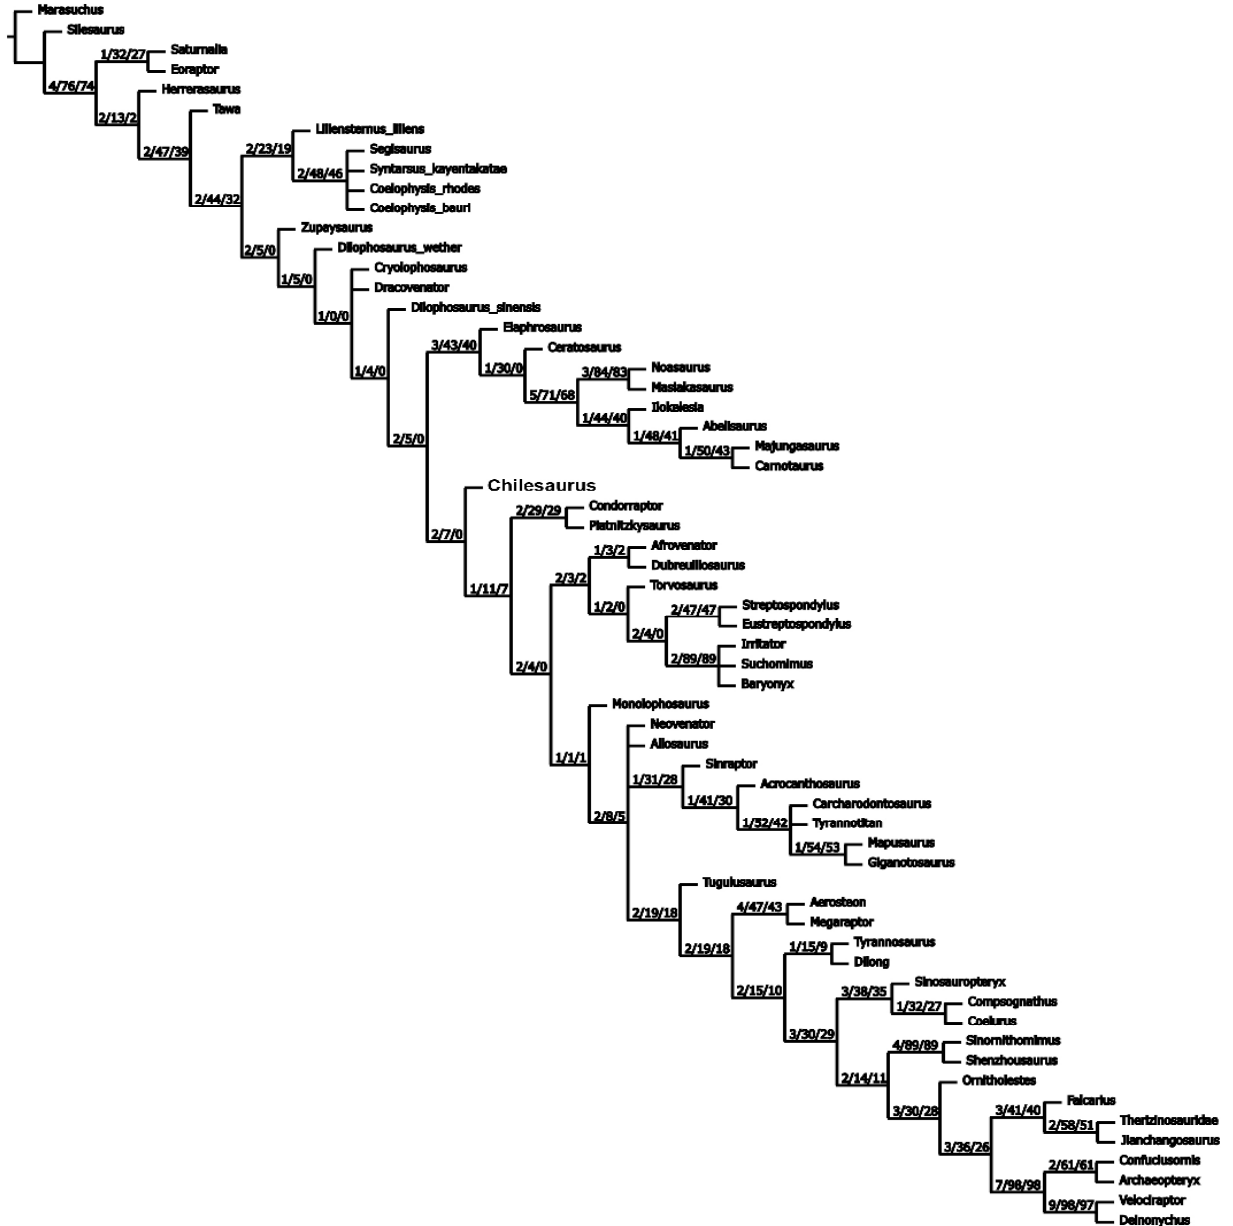 Marasuchus
Silesaurus
1/32/27 Saturnalia
Eoraptor
4/76/74
Herrerasaurus
2/13/2
Tawa
2/47/39
Liliensternus_liliens
2/23/19
Segisaurus
2/48/46 Syntarsus_kayentakatae
Coelophysis_rhodes
2/44/32
Coelophysis_bauri
Zupaysaurus
2/5/0
Dilophosaurus_wether
Cryolophosaurus
1/5/0
Dracovenator
Dilophosaurus_sinensis
1/0/0
Elaphrosaurus
3/43/40 Ceratosaurus
1/30/0 Noasaurus
3/84/83
1/4/0
Masiakasaurus
5/71/68
Ilokelesia
1/44/40
Abelisaurus
1/48/41
2/5/0
Majungasaurus
1/50/43
Carnotaurus
Chilesaurus
Condorraptor
2/29/29
Piatnitzkysaurus
2/7/0
Afrovenator
1/3/2
Dubreuillosaurus
2/3/2
1/11/7
Torvosaurus
1/2/0
Streptospondylus
2/47/47
Eustreptospondylus
2/4/0
Irritator
2/89/89 Suchomimus
2/4/0
Baryonyx
Monolophosaurus
Neovenator
Allosaurus
1/1/1
Sinraptor
1/31/28
Acrocanthosaurus
1/41/30
Carcharodontosaurus
2/8/5
1/52/42 Tyrannotitan
Mapusaurus
1/54/53
Giganotosaurus
Tugulusaurus
Aerosteon
2/19/18 4/47/43
Megaraptor
Tyrannosaurus
2/19/18 1/15/9
Dilong
Sinosauropteryx
2/15/10 3/38/35
Compsognathus
1/32/27
Coelurus
3/30/29
Sinornithomimus
4/89/89
Shenzhousaurus
2/14/11
Ornitholestes
Falcarius
3/30/28 3/41/40
Therizinosauridae
2/58/51
Jianchangosaurus
3/36/26
Confuciusornis
2/61/61
Archaeopteryx
7/98/98
Velociraptor
9/98/97
Deinonychus